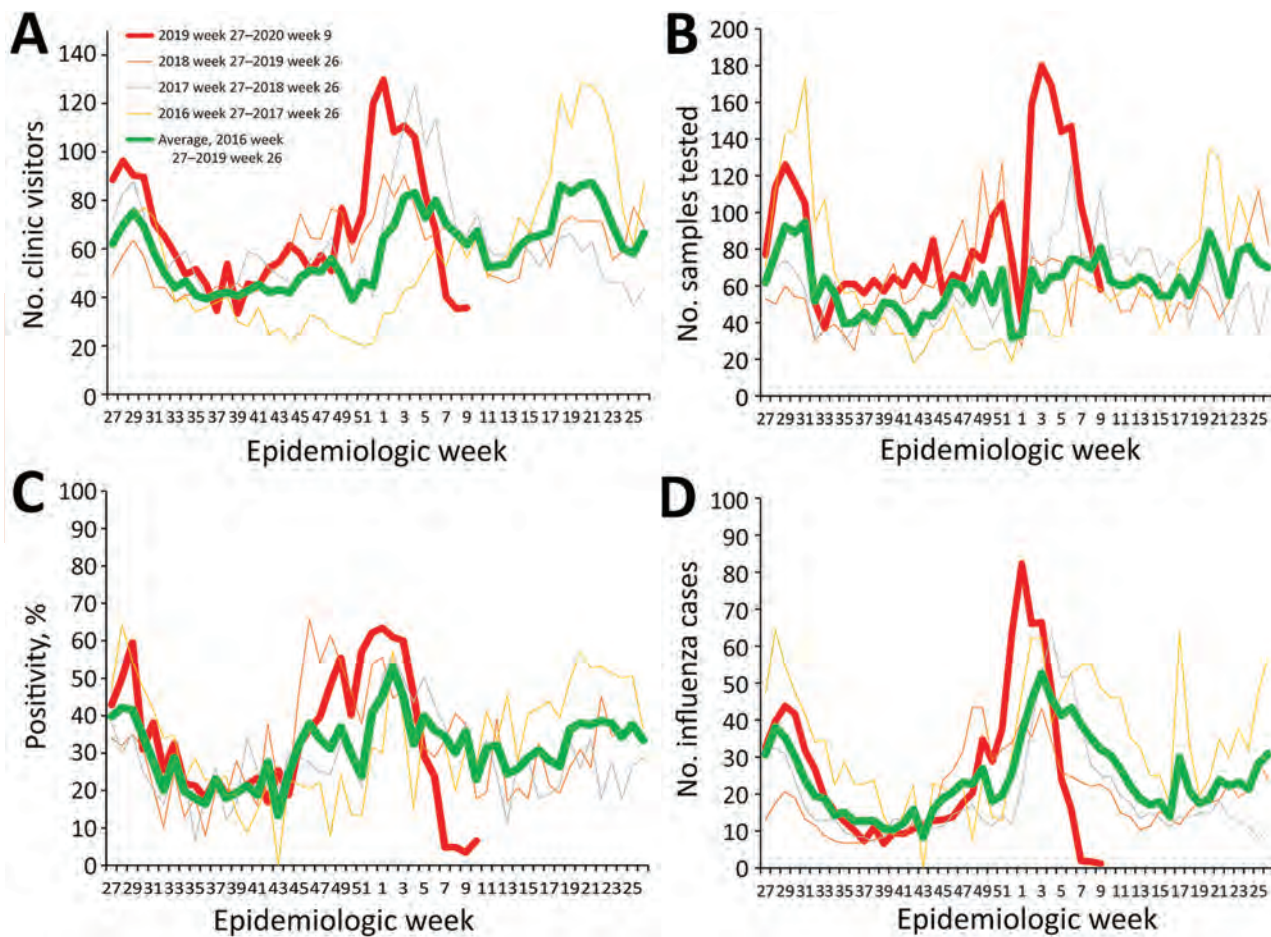 A
No. clinic visitors
140
120
100
80
60
40
20
0
2019 week 27–2020 week 9
2018 week 27–2019 week 26
2017 week 27–2018 week 26
2016 week 27–2017 week 26
Average, 2016 week
27–2019 week 26
27 29 31 33 35 37 39 41 43 45 47 49 51 1 3 5 7 9 11 13 15 17 19 21 23 25
Epidemiologic week
B
No. samples tested
200
180
160
140
120
100
80
60
40
20
0
27 29 31 33 35 37 39 41 43 45 47 49 51 1 3 5 7 9 11 13 15 17 19 21 23 25
Epidemiologic week
C
Positivity, %
100
90
80
70
60
50
40
30
20
10
0
27 29 31 33 35 37 39 41 43 45 47 49 51 1 3 5 7 9 11 13 15 17 19 21 23 25
Epidemiologic week
D
No. influenza cases
100
90
80
70
60
50
40
30
20
10
0
27 29 31 33 35 37 39 41 43 45 47 49 51 1 3 5 7 9 11 13 15 17 19 21 23 25
Epidemiologic week